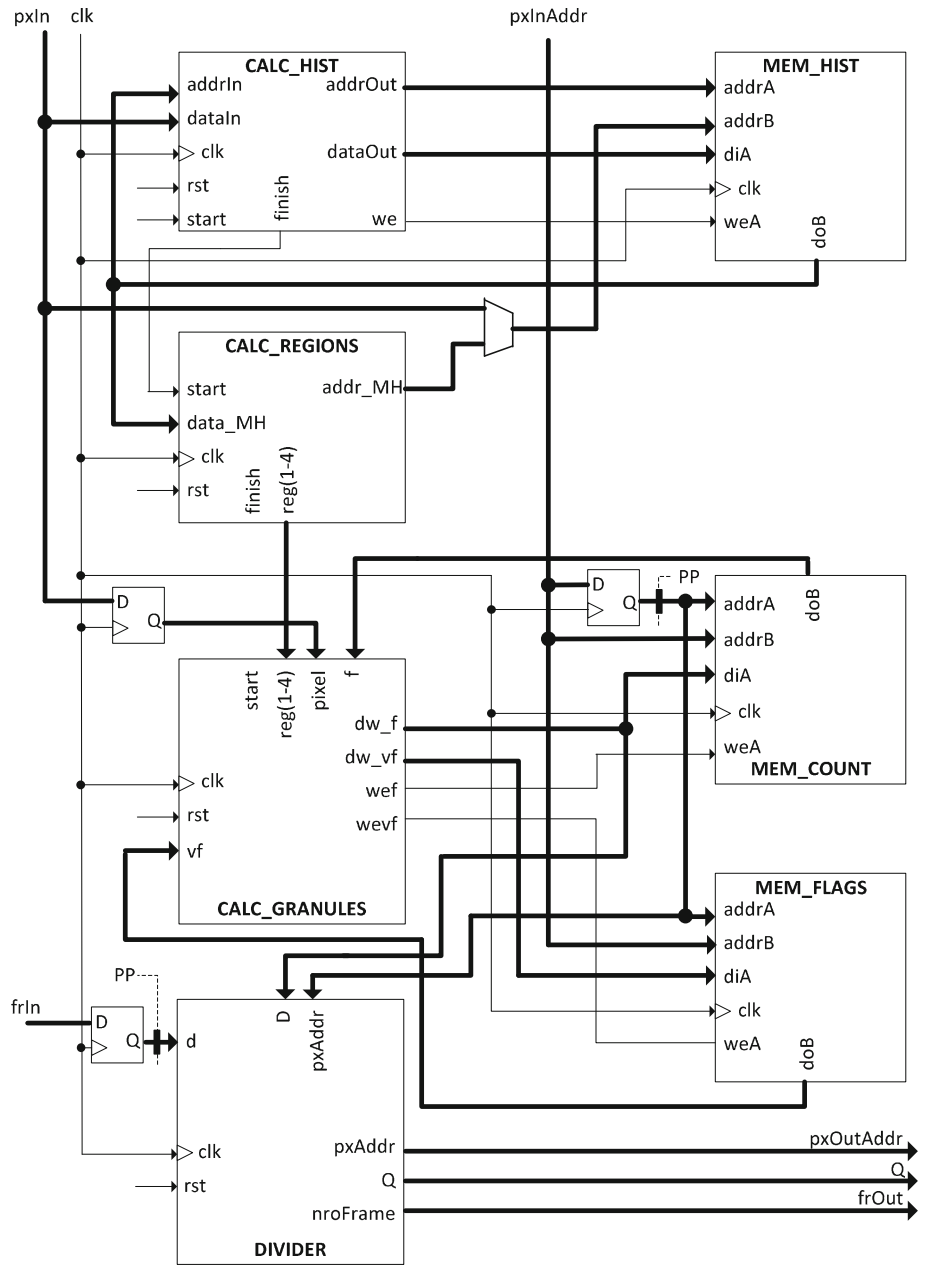 pxIn clk pxInAddr
CALC_HIST
addrIn addrOut
dataIn
clk dataOut
rst
start finish we
MEM_HIST
addrA
addrB
diA
clk
weA
doB
CALC_REGIONS
start addr_MH
data_MH
clk
rst
finish
reg(1-4)
D
Q
D
Q
PP
MEM_COUNT
addrA
doB
addrB
diA
clk
weA
start
reg(1-4)
pixel
f
dw_f
dw_vf
clk
wef
rst
wevf
vf
CALC_GRANULES
MEM_FLAGS
addrA
addrB
diA
clk
weA
doB
PP
frIn
D
Q
d
D
pxAddr
clk
rst
pxAddr
Q
nroFrame
DIVIDER
pxOutAddr
Q
frOut